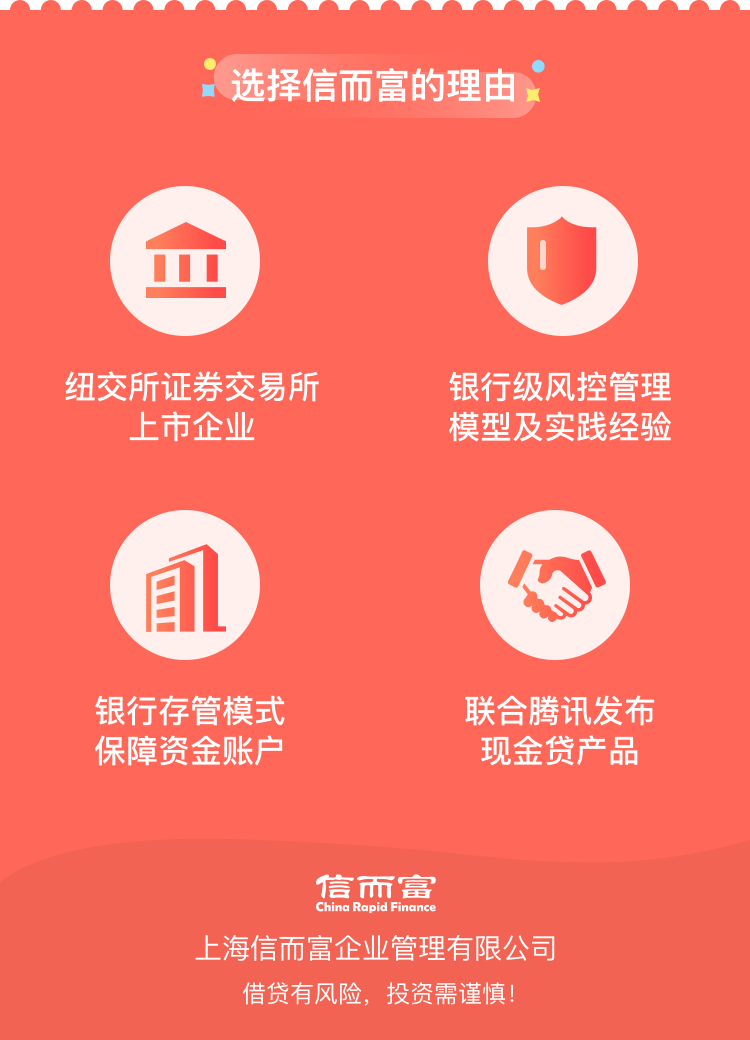 选择信而富的理由
纽交所证券交易所
上市企业
银行级风控管理
模型及实践经验
银行存管模式
保障资金账户
联合腾讯发布
现金贷产品
信而富
China Rapid Finance
上海信而富企业管理有限公司
借贷有风险，投资需谨慎！